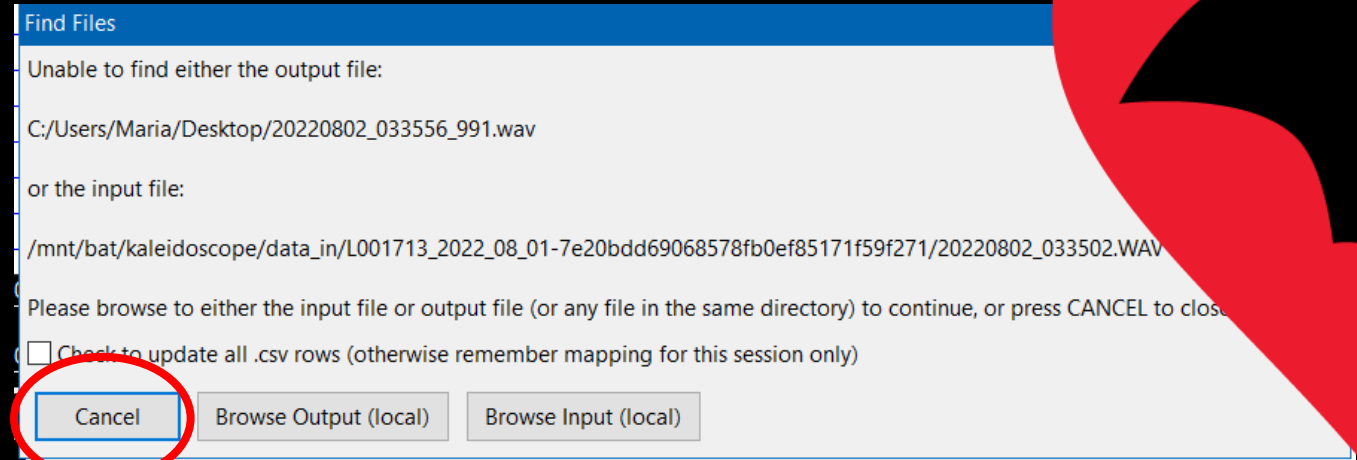 Find Files
Unable to find either the output file:
C:/Users/Maria/Desktop/20220802_033556_991.wav
or the input file:
/mnt/bat/kaleidoscope/data_in/L001713_2022_08_01-7e20bdd69068578fb0ef85171f59f271/20220802_033502.WAV
Please browse to either the input file or output file (or any file in the same directory) to continue, or press CANCEL to close
Check to update all .csv rows (otherwise remember mapping for this session only)
Cancel Browse Output (local) Browse Input (local)